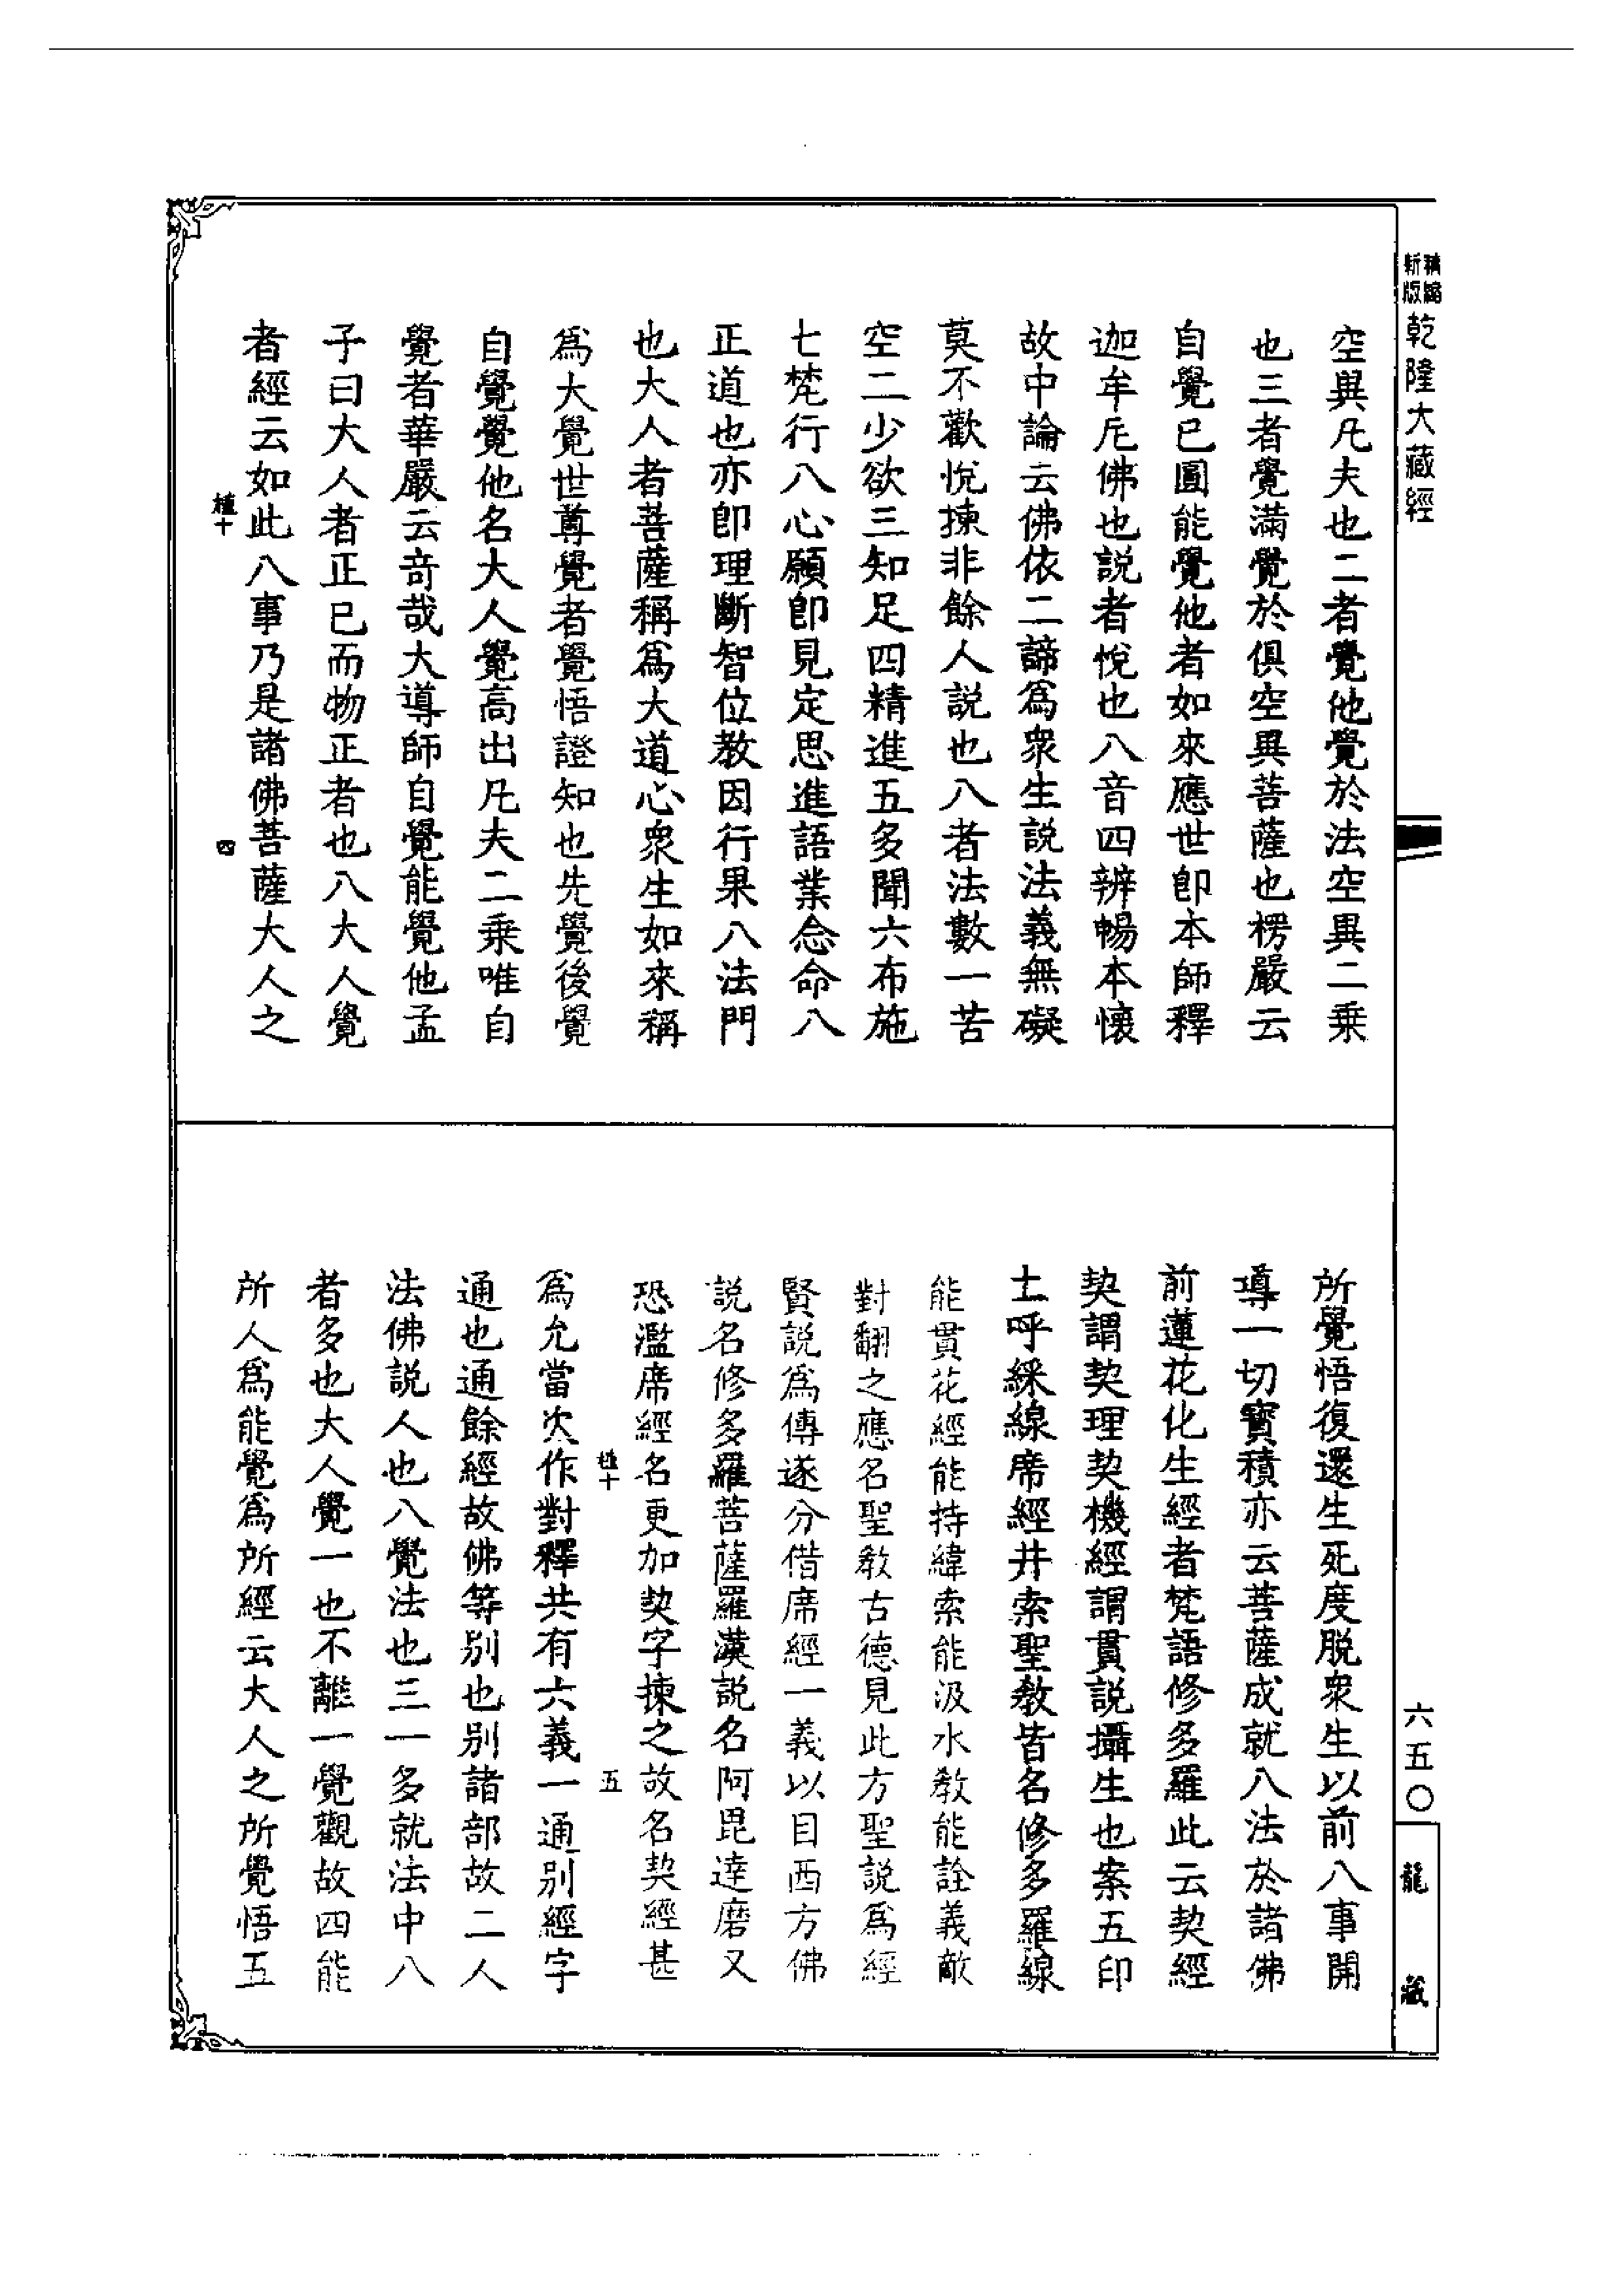 精縮新版乾隆大藏經
空異凡夫也二者覺他覺於法空異二乘
也三者覺滿覺於俱空異菩薩也楞嚴云
自覺已圓能覺他者如來應世卽本師釋
迦牟尼佛也說者悅也八音四辨暢本懷
故中論云佛依二諦爲衆生說法義無礙
莫不歡悅揀非餘人說也八者法數一苦
空二少欲三知足四精進五多聞六布施
七梵行八心願卽見定思進語業念命八
正道也亦卽理斷智位教因行果八法門
也大人者菩薩稱爲大道心衆生如來稱
爲大覺世尊覺者覺悟證知也先覺後覺
自覺覺他名大人覺高出凡夫二乘唯自
覺者華嚴云奇哉大導師自覺能覺他孟
子曰大人者正已而物正者也八大人覺
者經云如此八事乃是諸佛菩薩大人之
植十
四
所覺悟復還生死度脫衆生以前八事開
導一切寶積亦云菩薩成就八法於諸佛
前蓮花化生經者梵語修多羅此云契經
契謂契理契機經謂貫說攝生也案五印
土呼綵線席經井索聖教皆名修多羅線
能貫花經能持緯索能汲水教能詮義敵
對翻之應名聖教古德見此方聖說爲經
賢說爲傳遂分借席經一義以目西方佛
說名修多羅菩薩羅漢說名阿毘達磨又
恐濫席經名更加契字揀之故名契經甚
植十
五
爲允當次作對釋共有六義一通別經字
通也通餘經故佛等別也別諸部故二人
法佛說人也八覺法也三一多就法中八
者多也大人覺一也不離一覺觀故四能
所人爲能覺爲所經云大人之所覺悟五
六五〇
龍藏